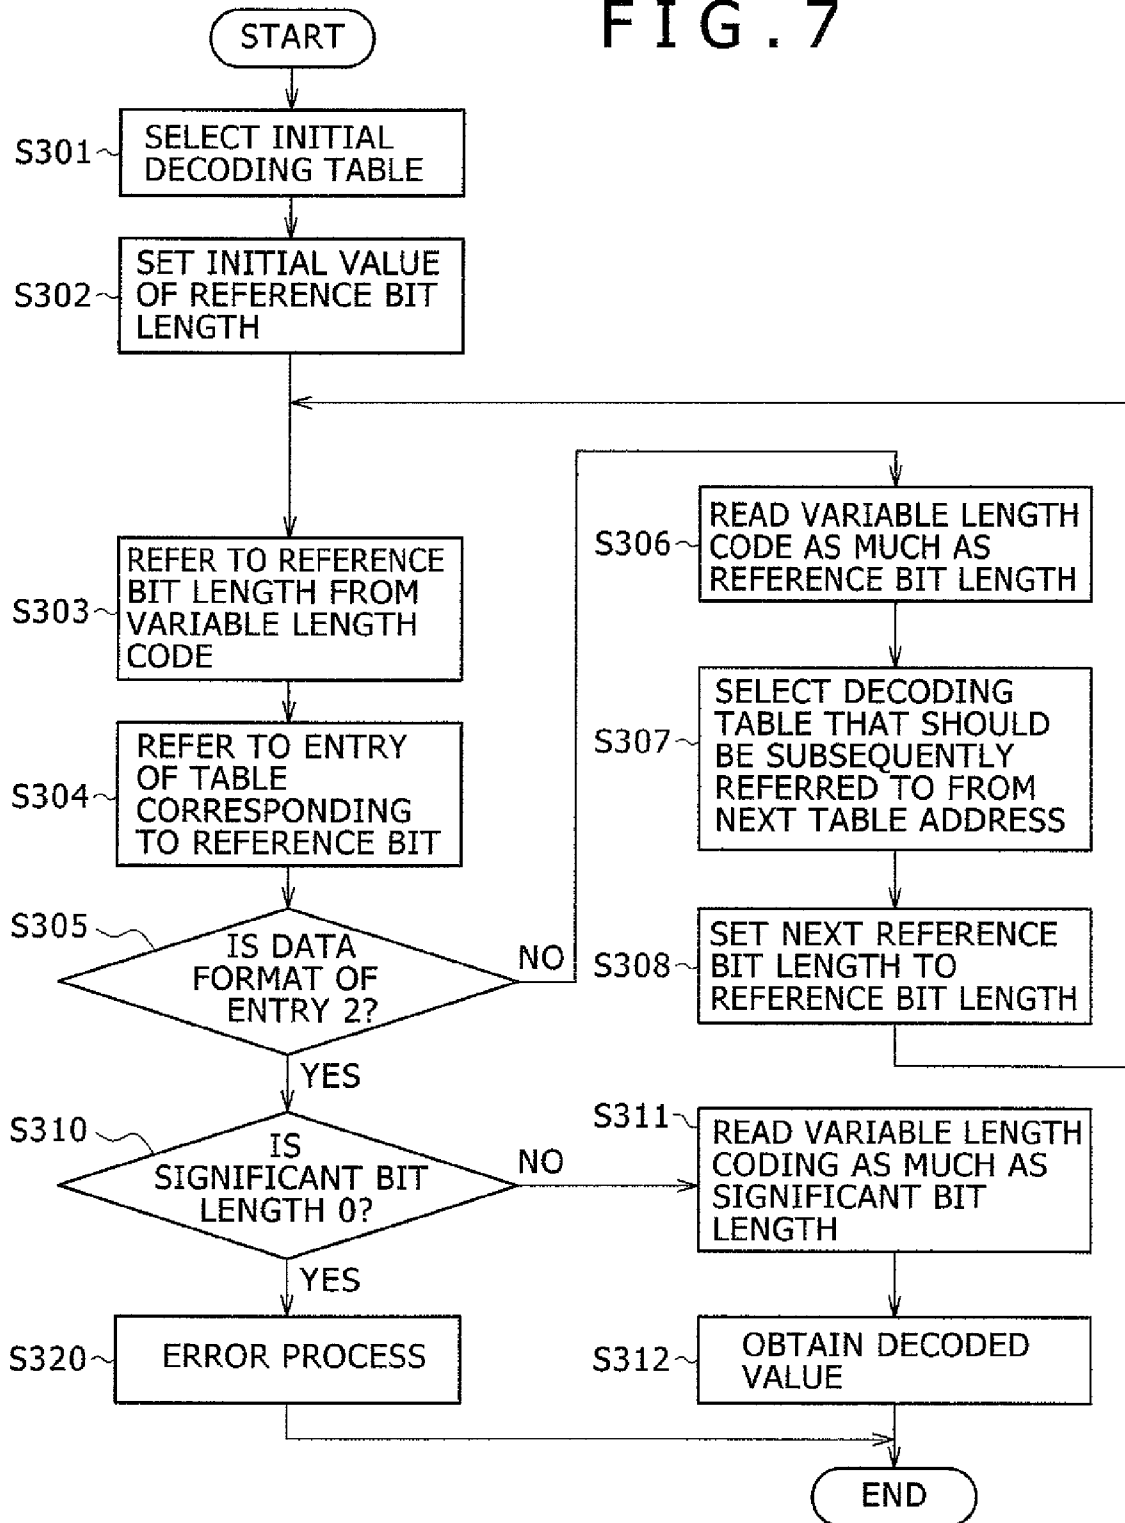 FIG.7
START
S301
SELECT INITIAL
DECODING TABLE
S302
SET INITIAL VALUE
OF REFERENCE BIT
LENGTH
S303
REFER TO REFERENCE
BIT LENGTH FROM
VARIABLE LENGTH
CODE
S304
REFER TO ENTRY
OF TABLE
CORRESPONDING
TO REFERENCE BIT
S305
IS DATA
FORMAT OF
ENTRY 2?
NO
YES
S306
READ VARIABLE LENGTH
CODE AS MUCH AS
REFERENCE BIT LENGTH
S307
SELECT DECODING
TABLE THAT SHOULD
BE SUBSEQUENTLY
REFERRED TO FROM
NEXT TABLE ADDRESS
S308
SET NEXT REFERENCE
BIT LENGTH TO
REFERENCE BIT LENGTH
S310
IS
SIGNIFICANT BIT
LENGTH 0?
NO
YES
S311
READ VARIABLE LENGTH
CODING AS MUCH AS
SIGNIFICANT BIT
LENGTH
S320
ERROR PROCESS
S312
OBTAIN DECODED
VALUE
END